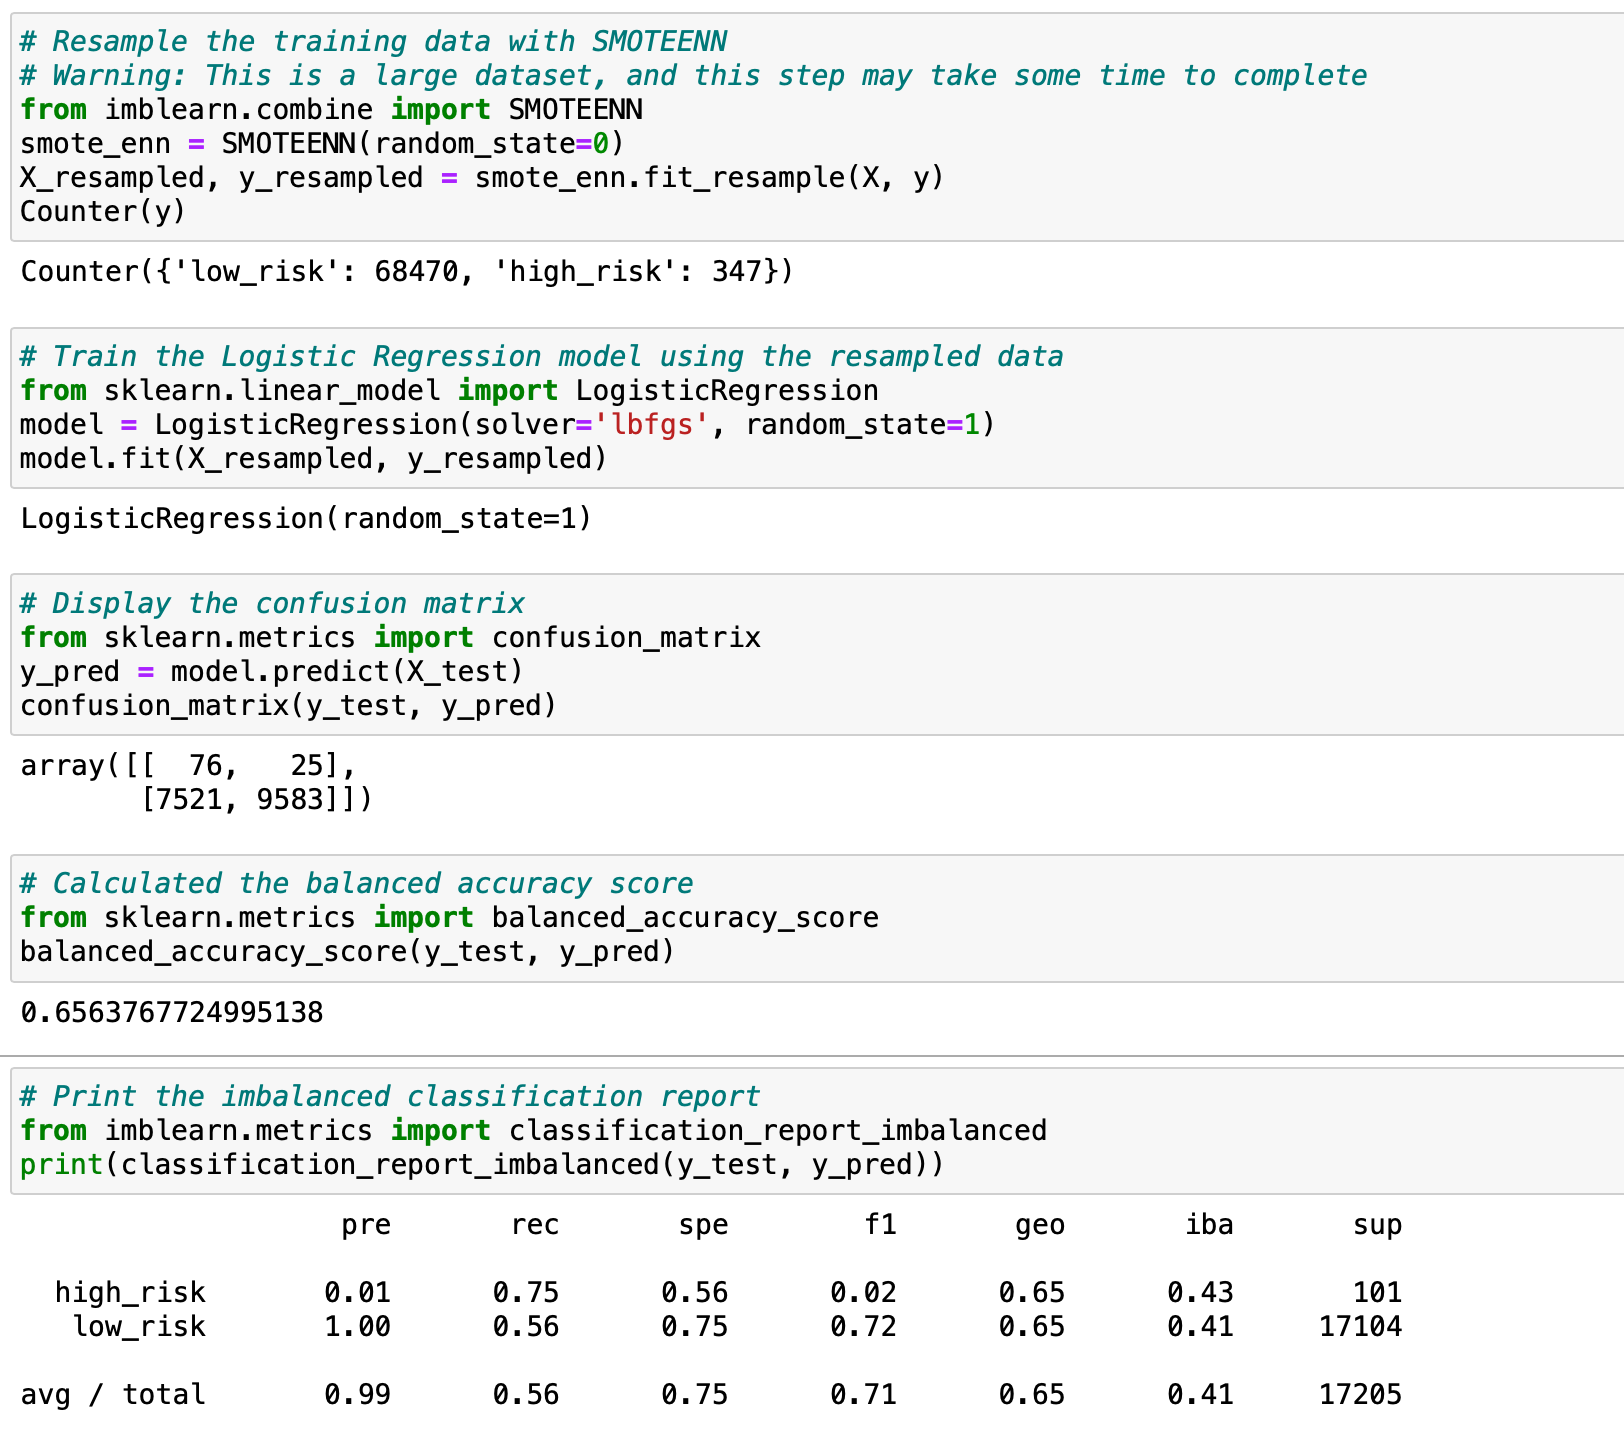 # Resample the training data with SMOTEENN
# Warning: This is a large dataset, and this step may take some time to complete
from imblearn.combine import SMOTEENN
smote_enn = SMOTEENN(random_state=0)
X_resampled, y_resampled = smote_enn.fit_resample(X, y)
Counter(y)
Counter({'low_risk': 68470, 'high_risk': 347})
# Train the Logistic Regression model using the resampled data
from sklearn.linear_model import LogisticRegression
model = LogisticRegression(solver='lbfgs', random_state=1)
model.fit(X_resampled, y_resampled)
LogisticRegression(random_state=1)
# Display the confusion matrix
from sklearn.metrics import confusion_matrix
y_pred = model.predict(X_test)
confusion_matrix(y_test, y_pred)
array([[  76,   25],
       [7521, 9583]])
# Calculated the balanced accuracy score
from sklearn.metrics import balanced_accuracy_score
balanced_accuracy_score(y_test, y_pred)
0.6563767724995138
# Print the imbalanced classification report
from imblearn.metrics import classification_report_imbalanced
print(classification_report_imbalanced(y_test, y_pred))
                   pre       rec       spe        f1       geo       iba       sup
  high_risk       0.01      0.75      0.56      0.02      0.65      0.43       101
   low_risk       1.00      0.56      0.75      0.72      0.65      0.41     17104
avg / total       0.99      0.56      0.75      0.71      0.65      0.41     17205